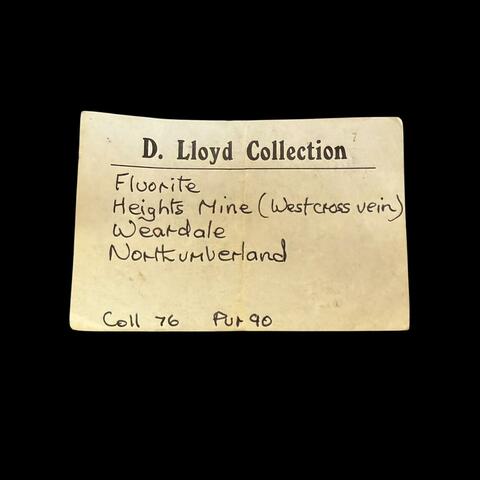 D. Lloyd Collection
Fluorite
Heights Mine (Westcross vein)
Weardale
Northumberland
Coll 76 Pur 90